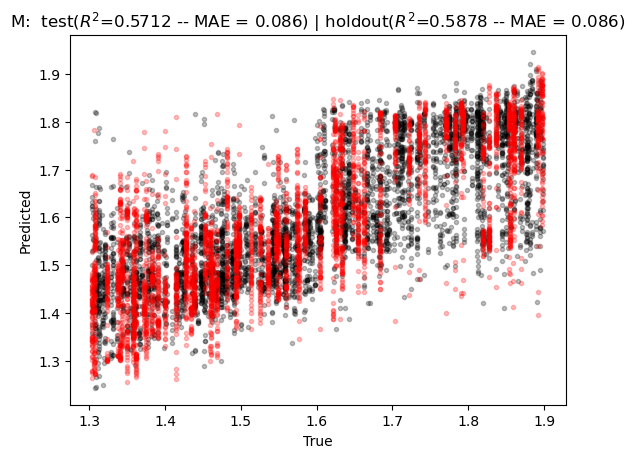 M:  test(R²=0.5712 -- MAE = 0.086) | holdout(R²=0.5878 -- MAE = 0.086)
1.9
1.8
1.7
1.6
1.5
1.4
1.3
Predicted
1.3 1.4 1.5 1.6 1.7 1.8 1.9
True